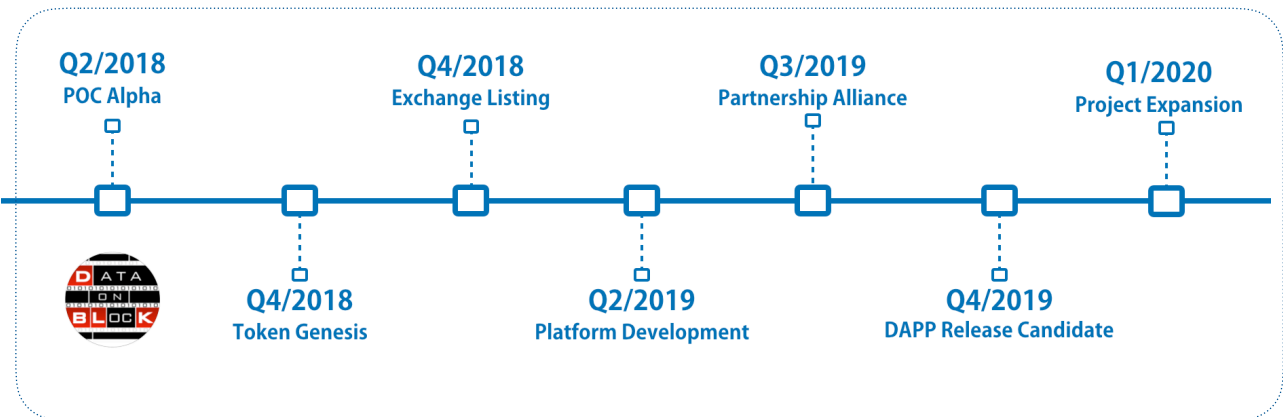 Q2/2018
POC Alpha
Q4/2018
Exchange Listing
Q3/2019
Partnership Alliance
Q1/2020
Project Expansion
DATA
ON
BLOCK
Q4/2018
Token Genesis
Q2/2019
Platform Development
Q4/2019
DAPP Release Candidate